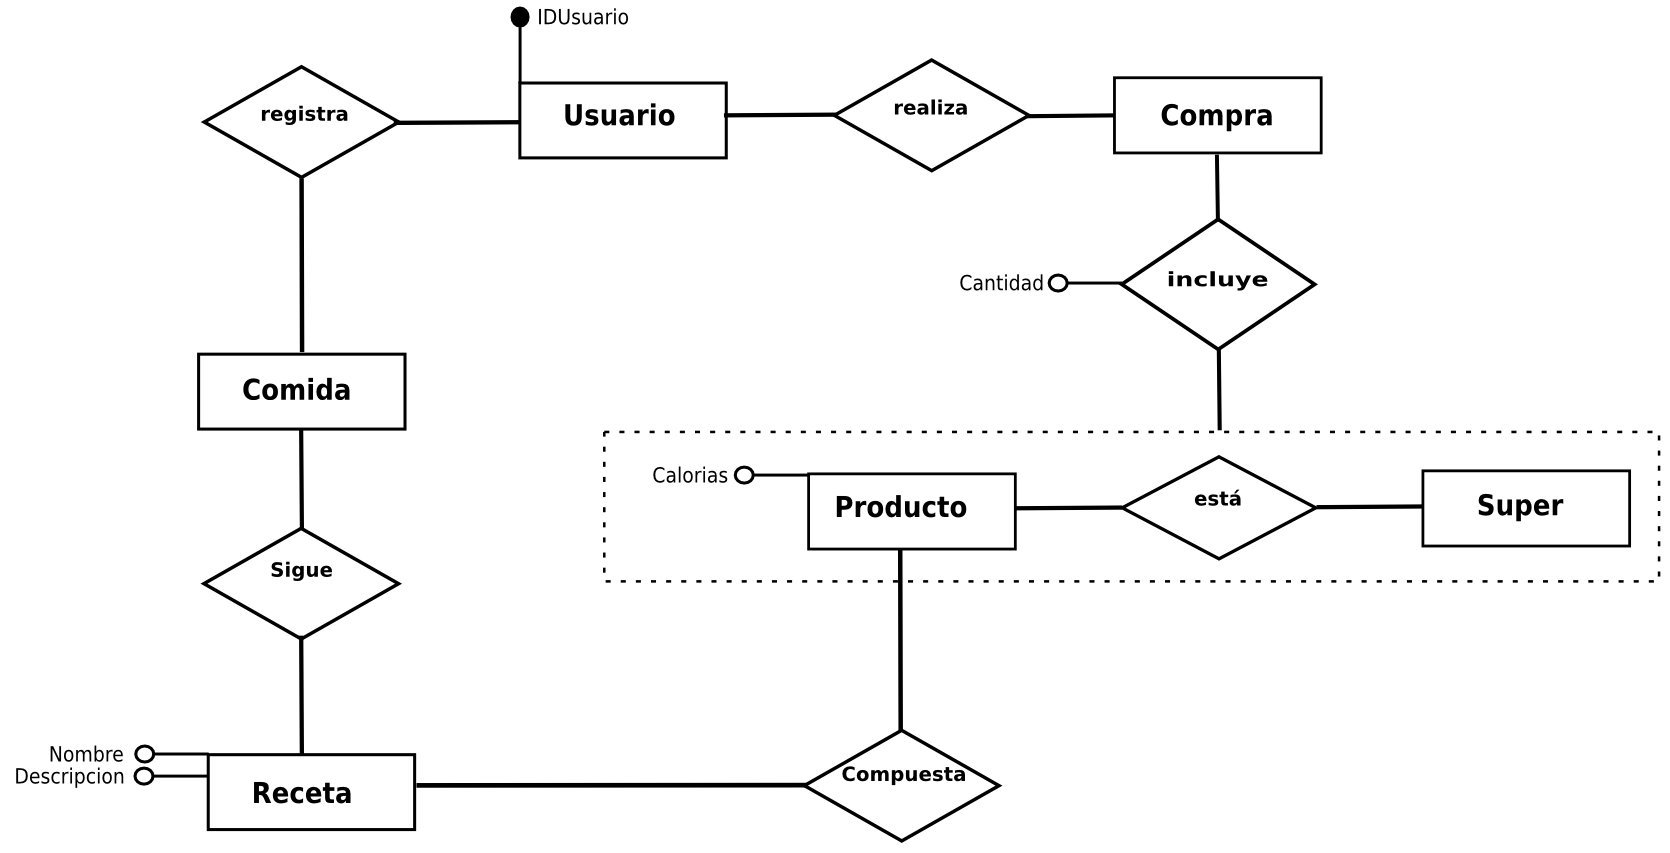 IDUsuario
registra
Usuario
realiza
Compra
Cantidad
incluye
Comida
Calorias
Producto
está
Super
Sigue
Nombre
Descripcion
Receta
Compuesta